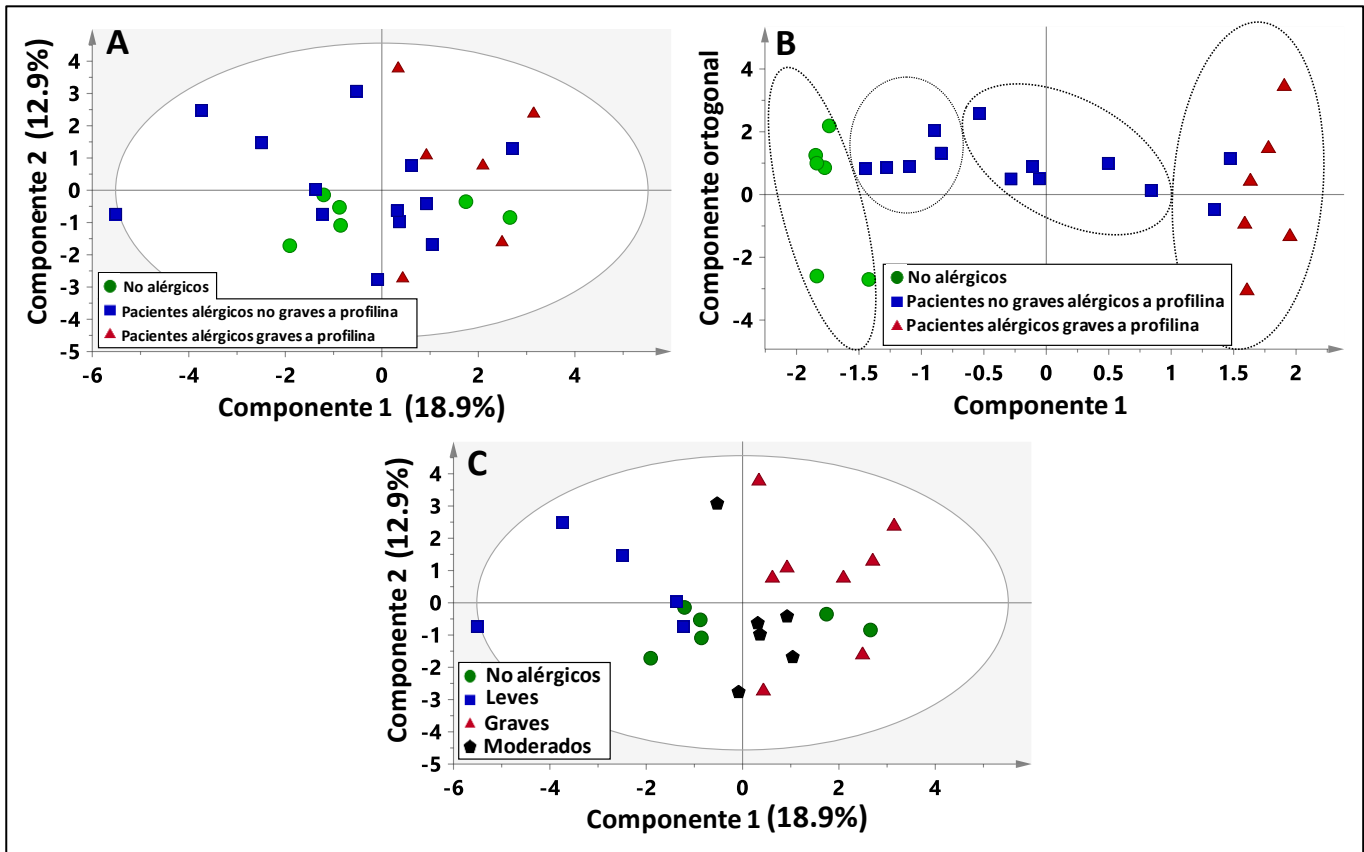 A
Componente 2 (12.9%)
4
3
2
1
0
-1
-2
-3
-4
-5
No alérgicos
Pacientes alérgicos no graves a profilina
Pacientes alérgicos graves a profilina
-6
-4
-2
0
2
4
Componente 1 (18.9%)
B
Componente ortogonal
4
2
0
-2
-4
No alérgicos
Pacientes no graves alérgicos a profilina
Pacientes alérgicos graves a profilina
-2
-1.5
-1
-0.5
0
0.5
1
1.5
2
Componente 1
C
Componente 2 (12.9%)
4
3
2
1
0
-1
-2
-3
-4
-5
No alérgicos
Leves
Graves
Moderados
-6
-4
-2
0
2
4
Componente 1 (18.9%)